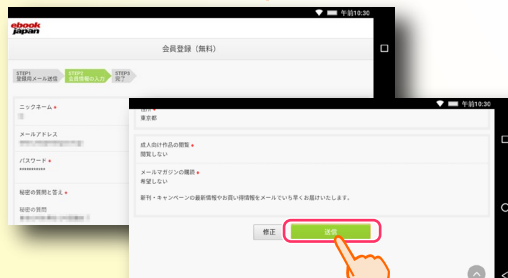 午前10:30
ebook
japan
会員登録（無料）
STEP1
登録用メール送信
STEP2
会員情報の入力
STEP3
完了
ニックネーム ●
メールアドレス
パスワード ●
***********
秘密の質問と答え ●
秘密の質問
午前10:30
東京都
成人向け作品の閲覧 ●
閲覧しない
メールマガジンの購読 ●
希望しない
新刊・キャンペーンの最新情報やお買い得情報をメールでいち早くお届けいたします。
修正
送信